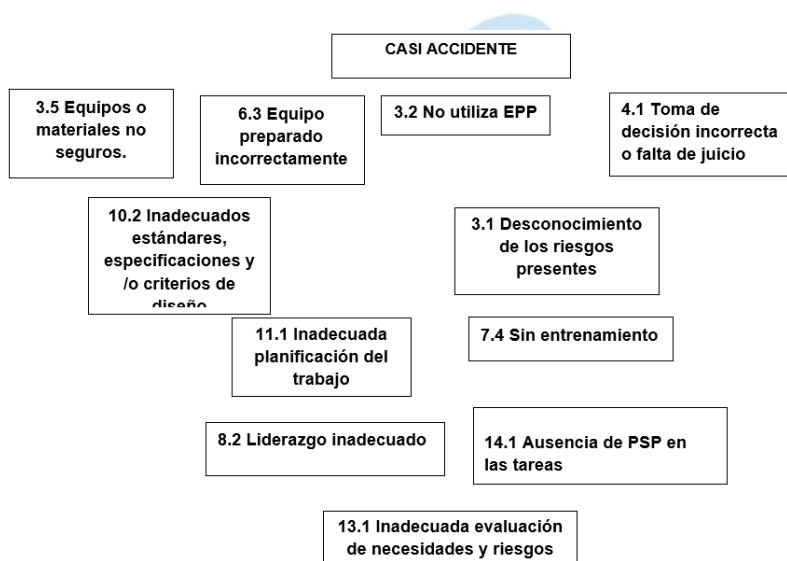 CASI ACCIDENTE
3.5 Equipos o
materiales no
seguros.
6.3 Equipo
preparado
incorrectamente
3.2 No utiliza EPP
4.1 Toma de
decisión incorrecta
o falta de juicio
10.2 Inadecuados
estándares,
especificaciones y
/o criterios de
diseño
3.1 Desconocimiento
de los riesgos
presentes
11.1 Inadecuada
planificación del
trabajo
7.4 Sin entrenamiento
8.2 Liderazgo inadecuado
14.1 Ausencia de PSP en
las tareas
13.1 Inadecuada evaluación
de necesidades y riesgos